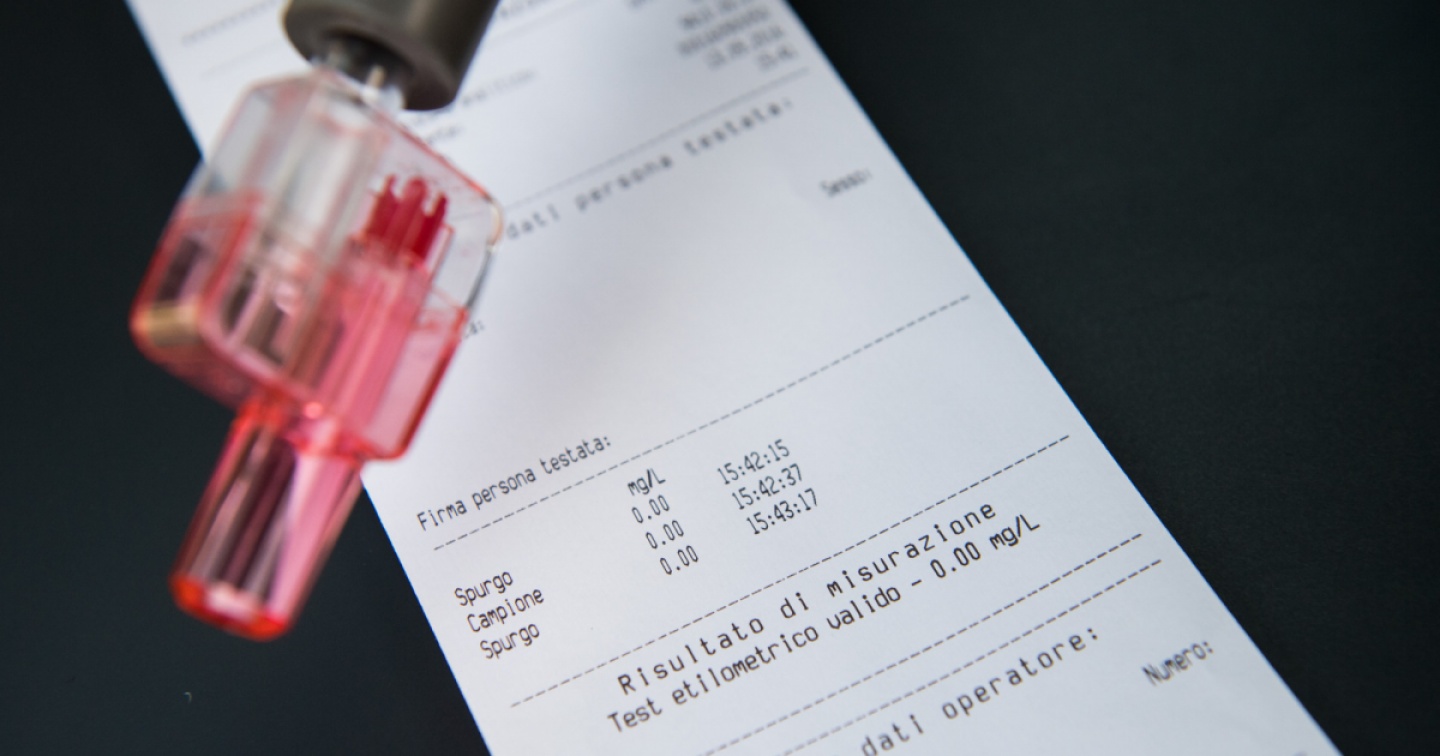 dati persona testata:
Sesso:
Firma persona testata:
mg/L
Spurgo 0.00 15:42:15
Campione 0.00 15:42:37
Spurgo 0.00 15:43:17
Risultato di misurazione
Test etilometrico valido - 0.00 mg/L
dati operatore:
Numero: